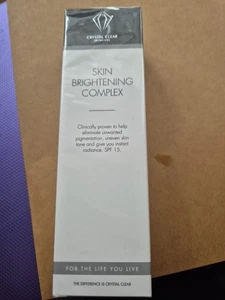 CRYSTAL CLEAR
SKIN
BRIGHTENING
COMPLEX
Clinically proven to help
eliminate unwanted
pigmentation, uneven skin
tone and give you instant
radiance. SPF 15.
FOR THE LIFE YOU LIVE
THE DIFFERENCE IS CRYSTAL CLEAR